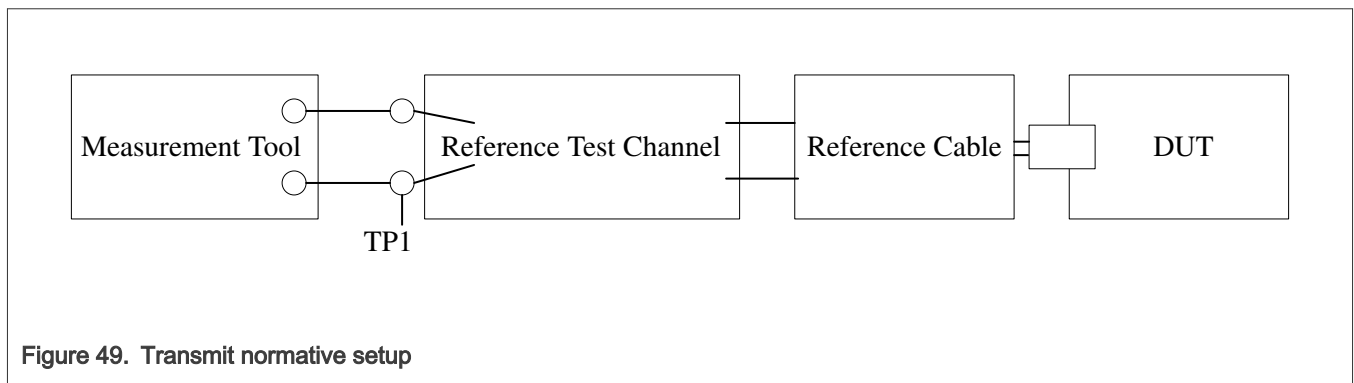 Measurement Tool
Reference Test Channel
Reference Cable
DUT
TP1
Figure 49. Transmit normative setup